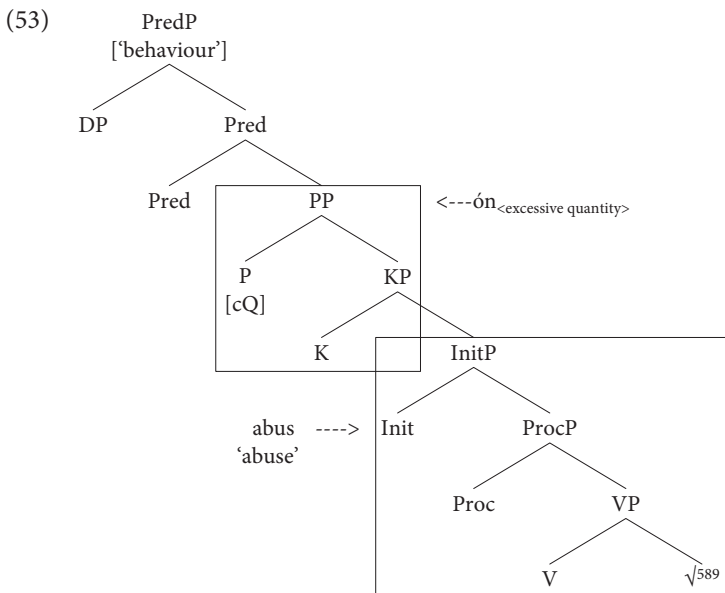 (53)
PredP
['behaviour']
DP Pred
Pred PP <---ón<excessive quantity>
P KP
[cQ]
K InitP
abus ----> Init ProcP
'abuse'
Proc VP
V √589